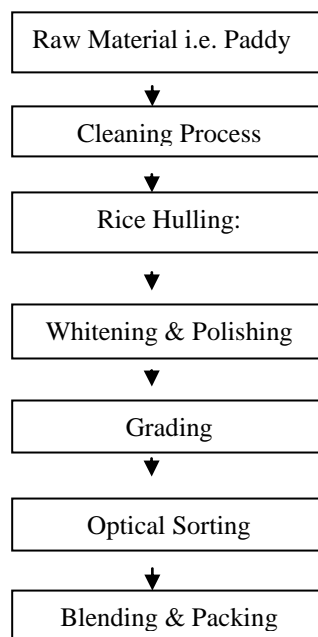 Raw Material i.e. Paddy
Cleaning Process
Rice Hulling:
Whitening & Polishing
Grading
Optical Sorting
Blending & Packing